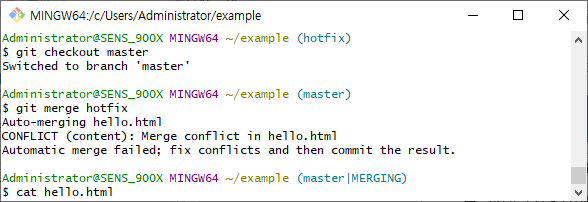 MINGW64:/c/Users/Administrator/example
Administrator@SENS_900X MINGW64 ~/example (hotfix)
$ git checkout master
Switched to branch 'master'
Administrator@SENS_900X MINGW64 ~/example (master)
$ git merge hotfix
Auto-merging hello.html
CONFLICT (content): Merge conflict in hello.html
Automatic merge failed; fix conflicts and then commit the result.
Administrator@SENS_900X MINGW64 ~/example (master|MERGING)
$ cat hello.html